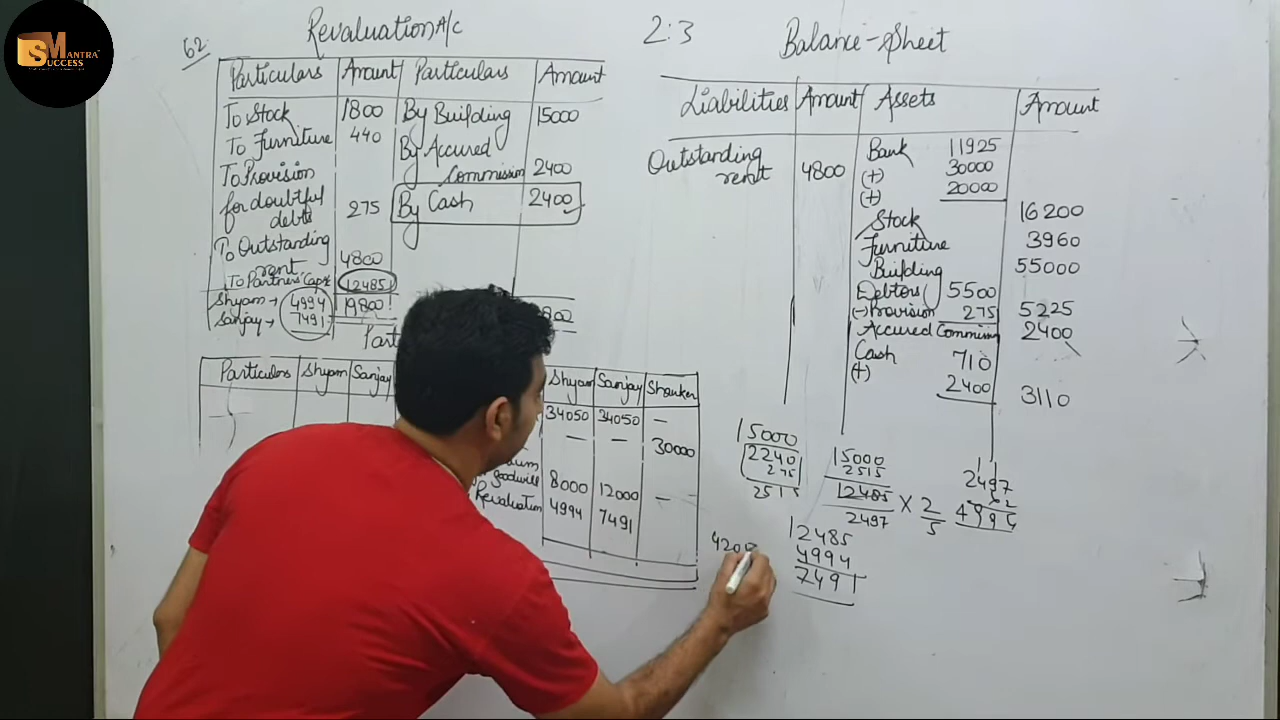 MANTRA
SUCCESS
62.
Revaluation A/c
Particulars Amount Particulars Amount
To Stock 1800 By Building 15000
To Furniture 440 By Accured
To Provision Commission 2400
for doubtful
debts 275 By Cash 2400
To Outstanding
rent 4800
To Partners' Cap: 12485
Shyam → 4994 19800
Sanjay → 7491
Part
Particulars Shyam Sanjay Shyam Sanjay Shanker
34050 34050 —
— — 30000
goodwill 8000 12000 —
Revaluation 4994 7491
2:3
Balance-Sheet
Liabilities Amount Assets Amount
Outstanding
rent 4800
Bank 11925
(+) 30000
(+) 20000
Stock 16200
Furniture 3960
Building 55000
Debtors 5500
(-) Provision 275 5225
Accured Commission 2400
Cash 710
(+) 2400 3110
15000
2240
275
2515
15000
2515
12485 × 2
2497 5
2497
4994
12485
4994
7491
4200